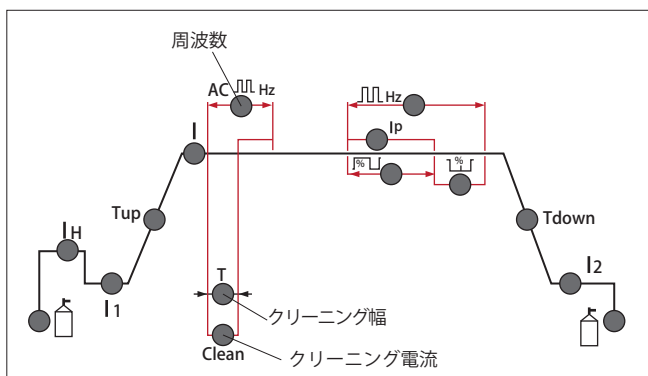 周波数
AC Hz
Hz
I
Ip
%
%
Tup
Tdown
IH
I1
I2
T
クリーニング幅
Clean
クリーニング電流